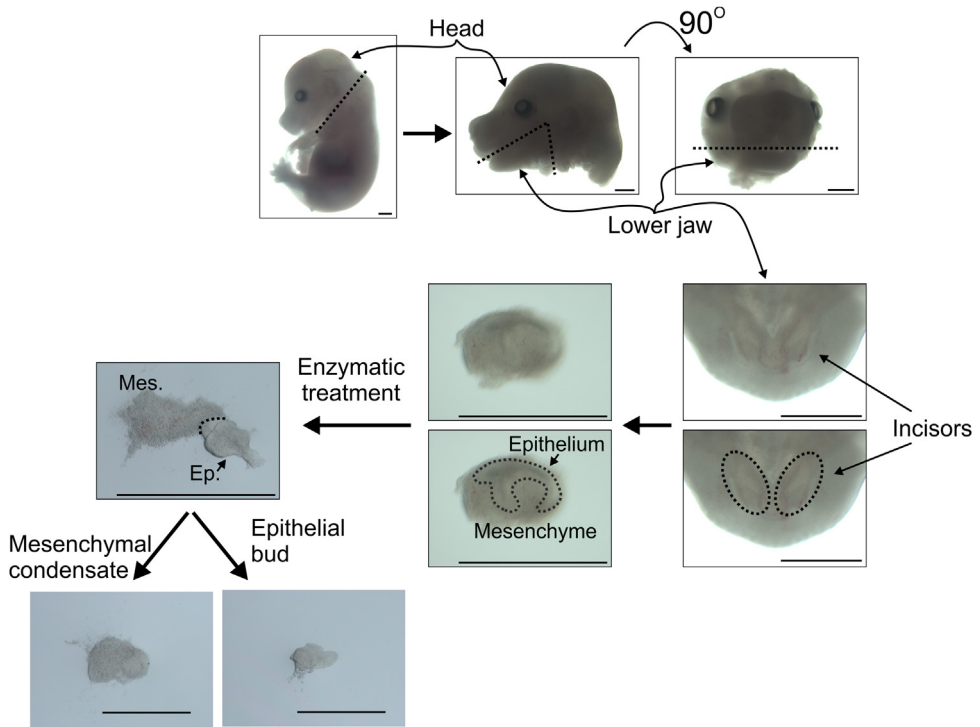 Head
90°
Lower jaw
Incisors
Epithelium
Mesenchyme
Enzymatic
treatment
Mes.
Ep.
Mesenchymal
condensate
Epithelial
bud